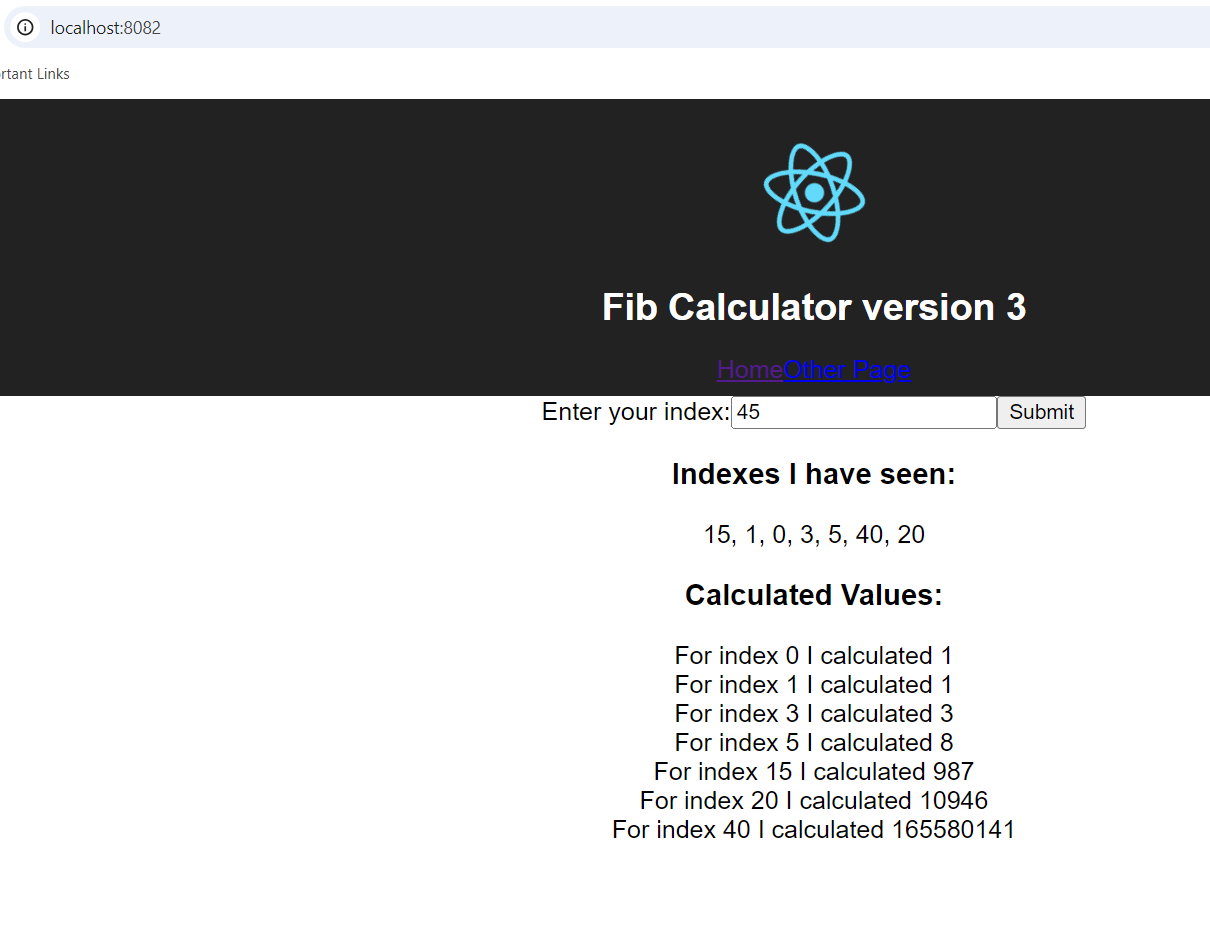 localhost:8082
Links
Fib Calculator version 3
HomeOther Page
Enter your index: 45 Submit
Indexes I have seen:
15, 1, 0, 3, 5, 40, 20
Calculated Values:
For index 0 I calculated 1
For index 1 I calculated 1
For index 3 I calculated 3
For index 5 I calculated 8
For index 15 I calculated 987
For index 20 I calculated 10946
For index 40 I calculated 165580141